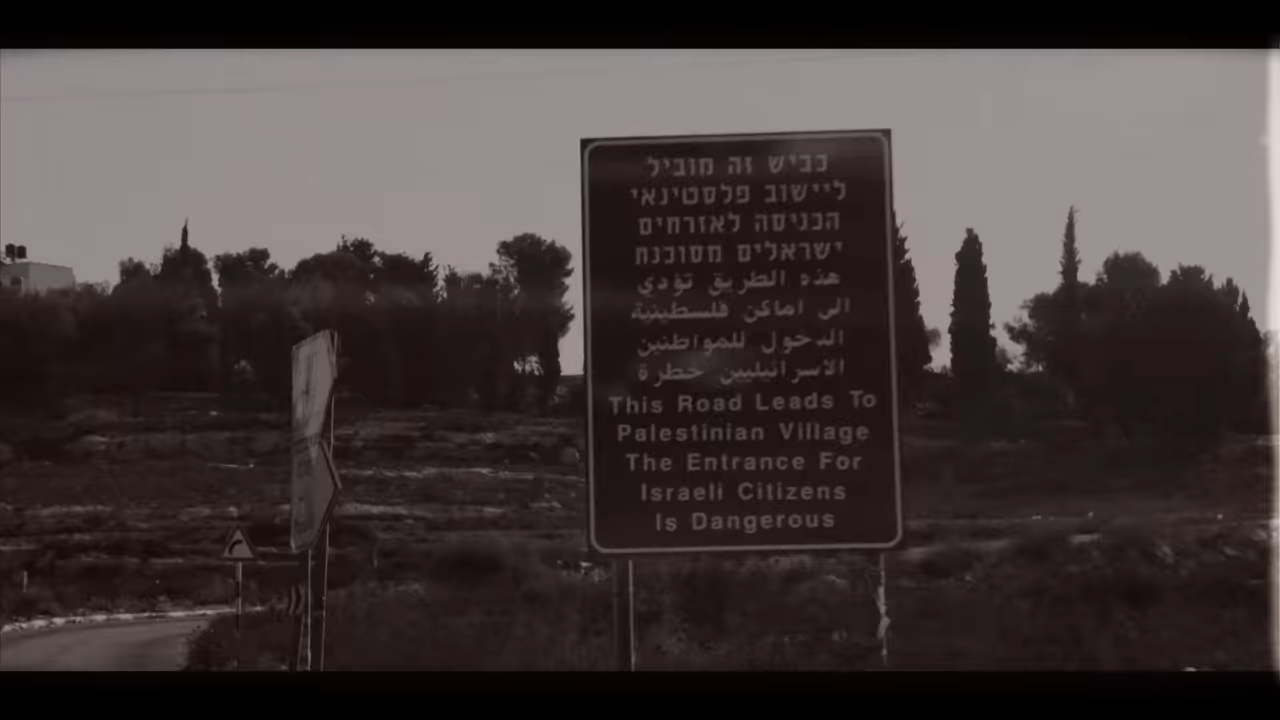 כביש זה מוביל
ליישוב פלסטינאי
הכניסה לאזרחים
ישראלים מסוכנת
هذه الطريق تؤدي
الى اماكن فلسطينية
الدخول للمواطنين
الاسرائيليين خطرة
This Road Leads To
Palestinian Village
The Entrance For
Israeli Citizens
Is Dangerous